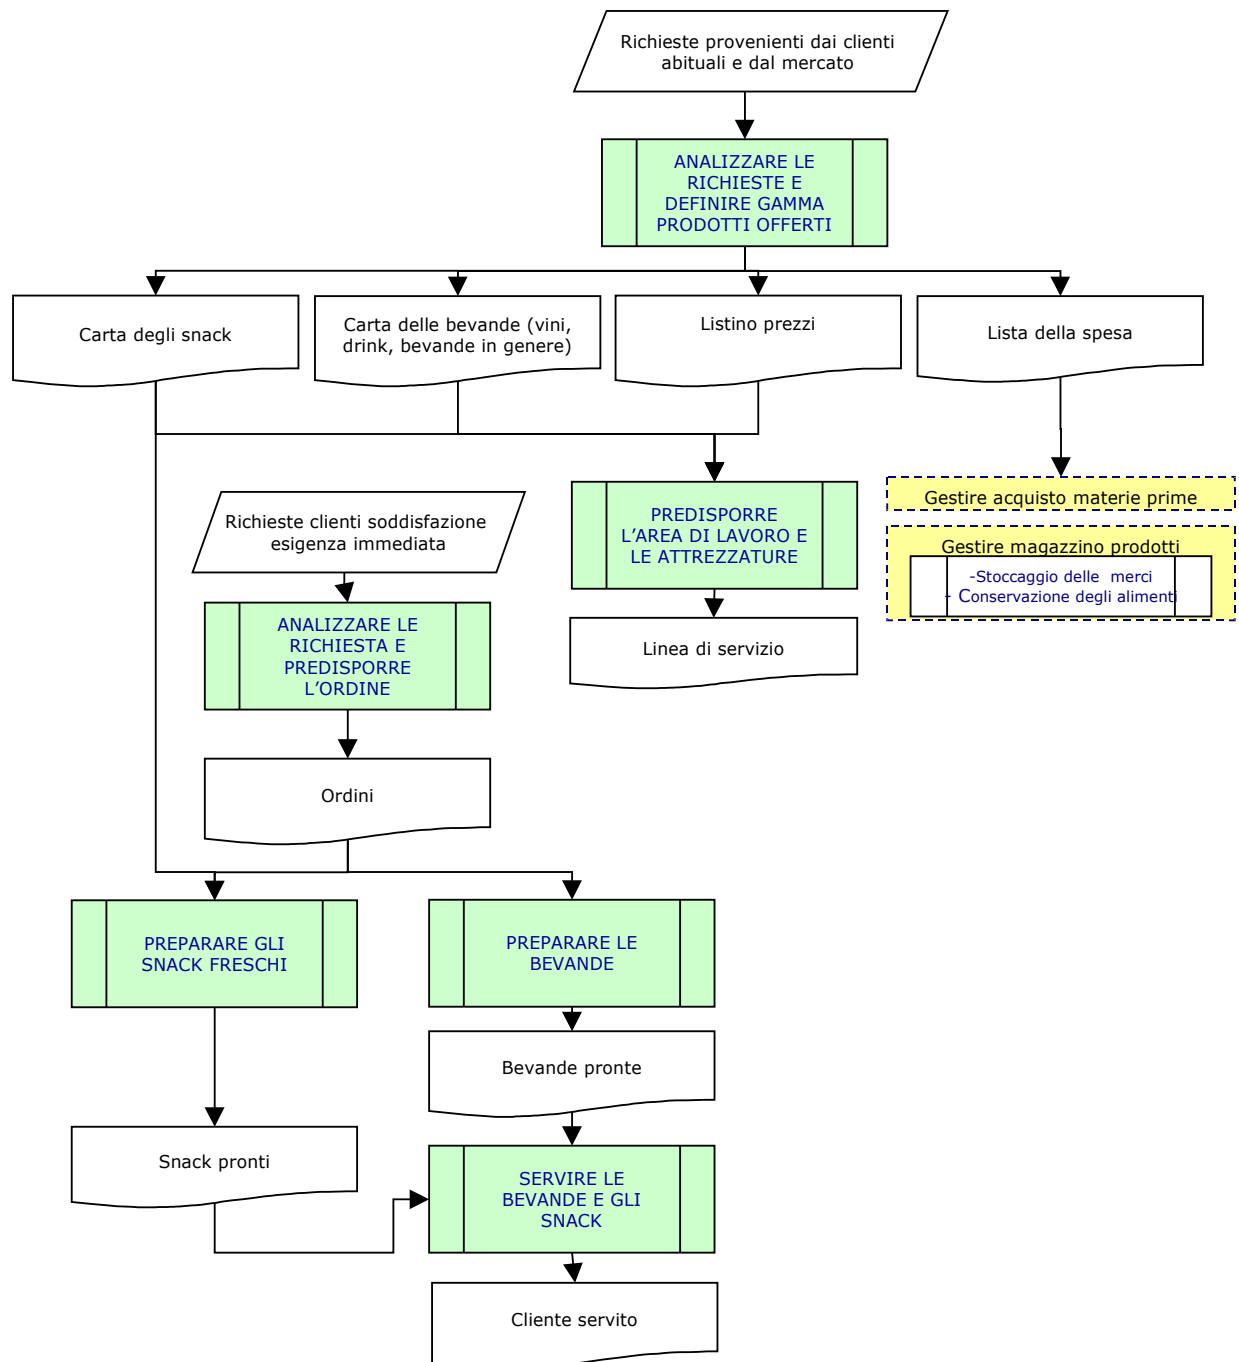 Richieste provenienti dai clienti
abituali e dal mercato
ANALIZZARE LE
RICHIESTE E
DEFINIRE GAMMA
PRODOTTI OFFERTI
Carta degli snack
Carta delle bevande (vini,
drink, bevande in genere)
Listino prezzi
Lista della spesa
Gestire acquisto materie prime
Gestire magazzino prodotti
-Stoccaggio delle merci
- Conservazione degli alimenti
PREDISPORRE
L'AREA DI LAVORO E
LE ATTREZZATURE
Linea di servizio
Richieste clienti soddisfazione
esigenza immediata
ANALIZZARE LE
RICHIESTA E
PREDISPORRE
L'ORDINE
Ordini
PREPARARE GLI
SNACK FRESCHI
PREPARARE LE
BEVANDE
Bevande pronte
Snack pronti
SERVIRE LE
BEVANDE E GLI
SNACK
Cliente servito